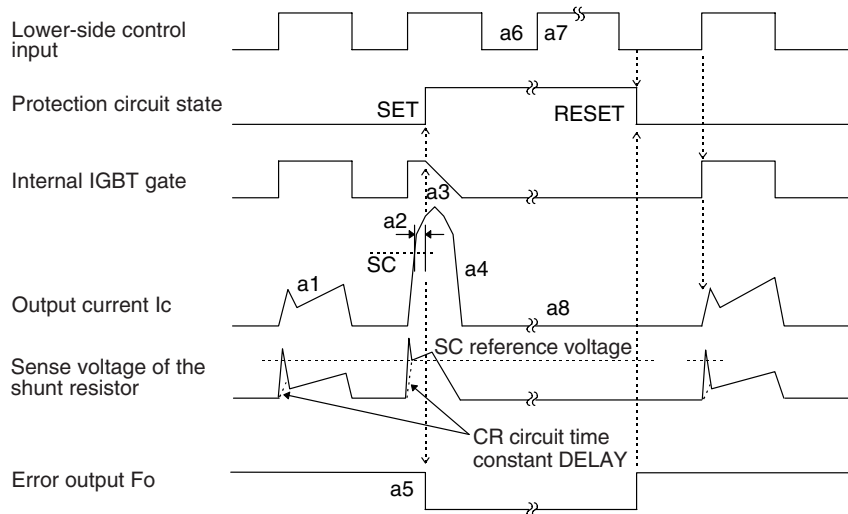 Lower-side control
input
a6
a7
Protection circuit state
SET
RESET
Internal IGBT gate
a3
a2
SC
a4
a1
Output current Ic
a8
SC reference voltage
Sense voltage of the
shunt resistor
CR circuit time
constant DELAY
Error output Fo
a5